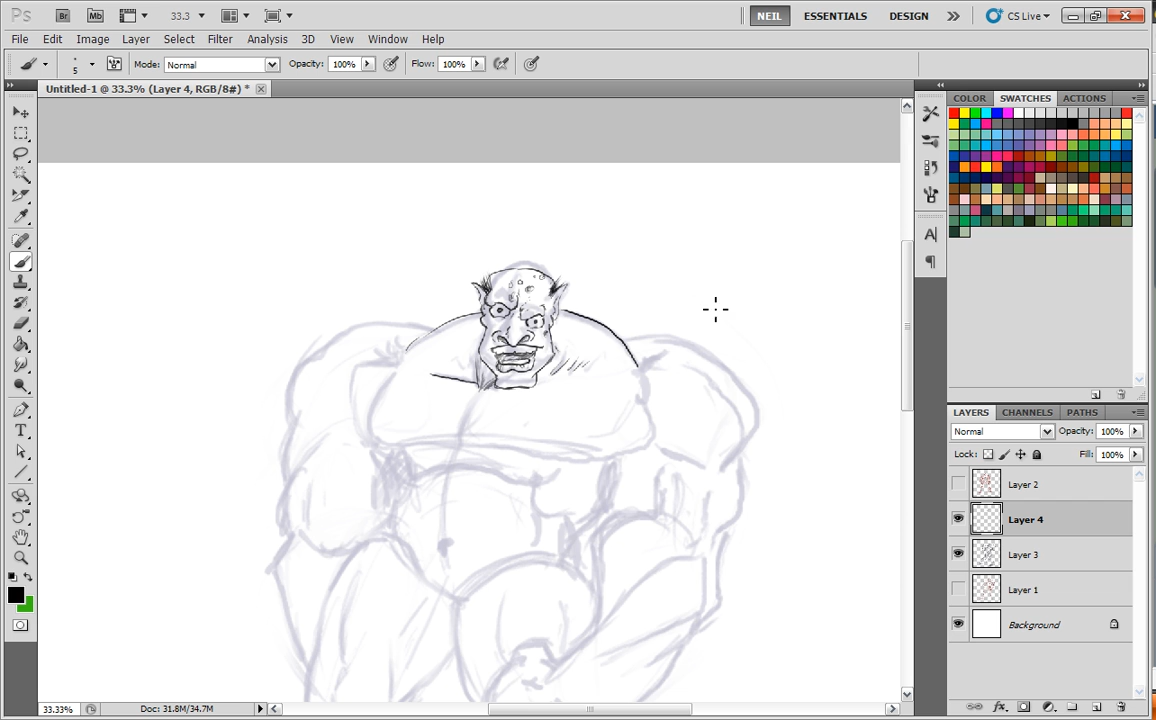 Ps Br Mb 33.3 NEIL ESSENTIALS DESIGN CS Live
File Edit Image Layer Select Filter Analysis 3D View Window Help
5 Mode: Normal Opacity: 100% Flow: 100%
Untitled-1 @ 33.3% (Layer 4, RGB/8#) *
COLOR SWATCHES ACTIONS
A
LAYERS CHANNELS PATHS
Normal Opacity: 100%
Lock: Fill: 100%
Layer 2
Layer 4
Layer 3
Layer 1
Background
T
33.33% Doc: 31.8M/34.7M
fx